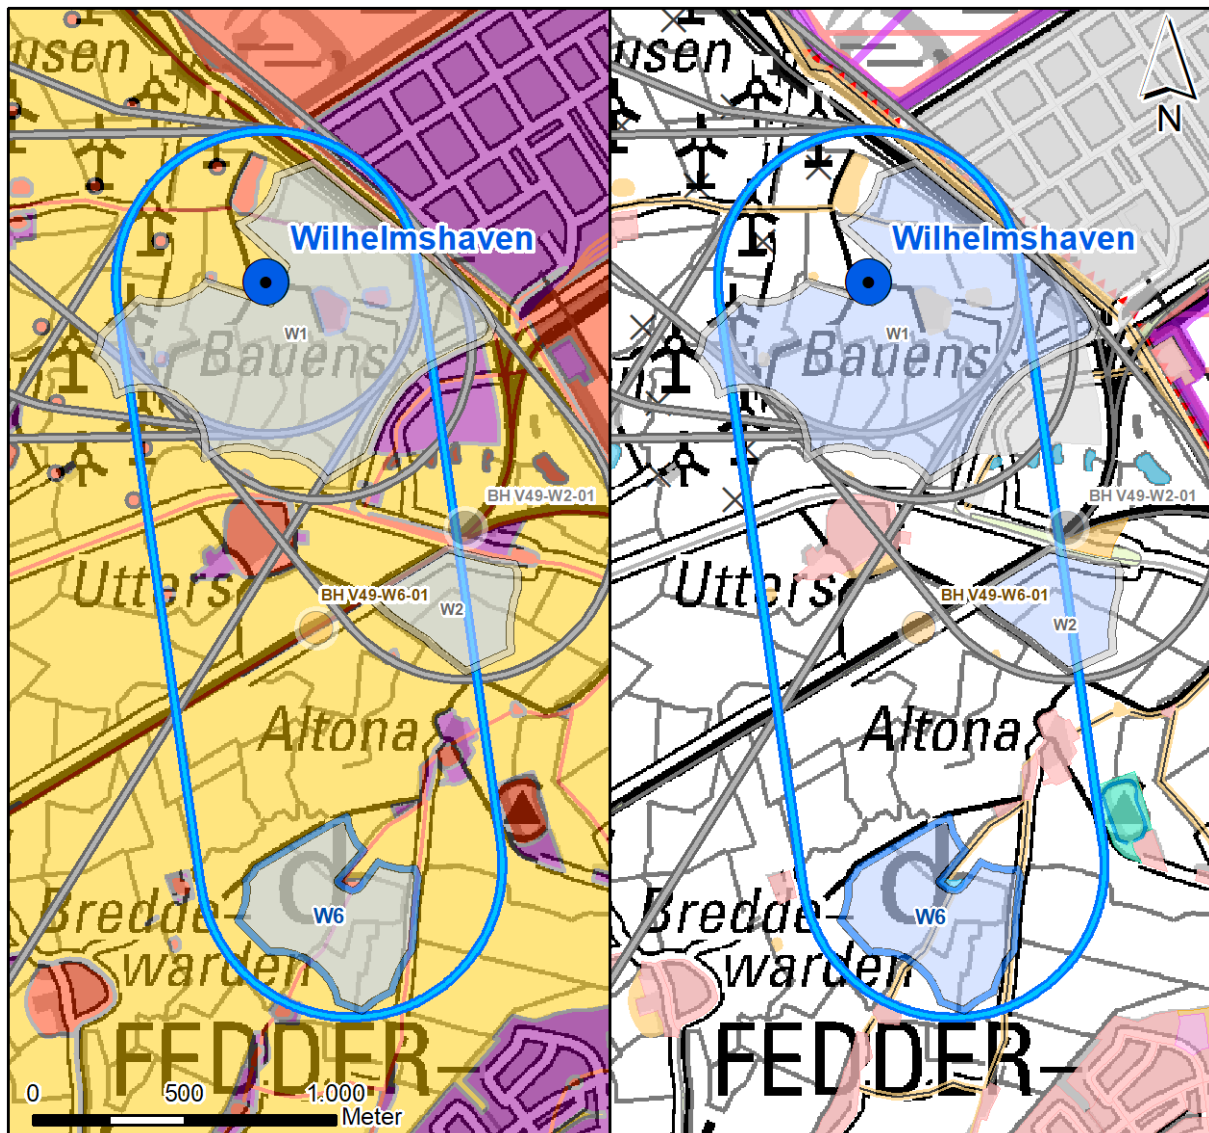 usen
Wilhelmshaven
W1
Bauens
BH V49-W2-01
Utters
BH V49-W6-01
W2
Altona
d
W6
Bredde-
warden
FEDDER-
0 500 1.000
Meter
usen
N
Wilhelmshaven
W1
Bauens
BH V49-W2-01
Utters
BH V49-W6-01
W2
Altona
d
W6
Bredde-
warden
FEDDER-